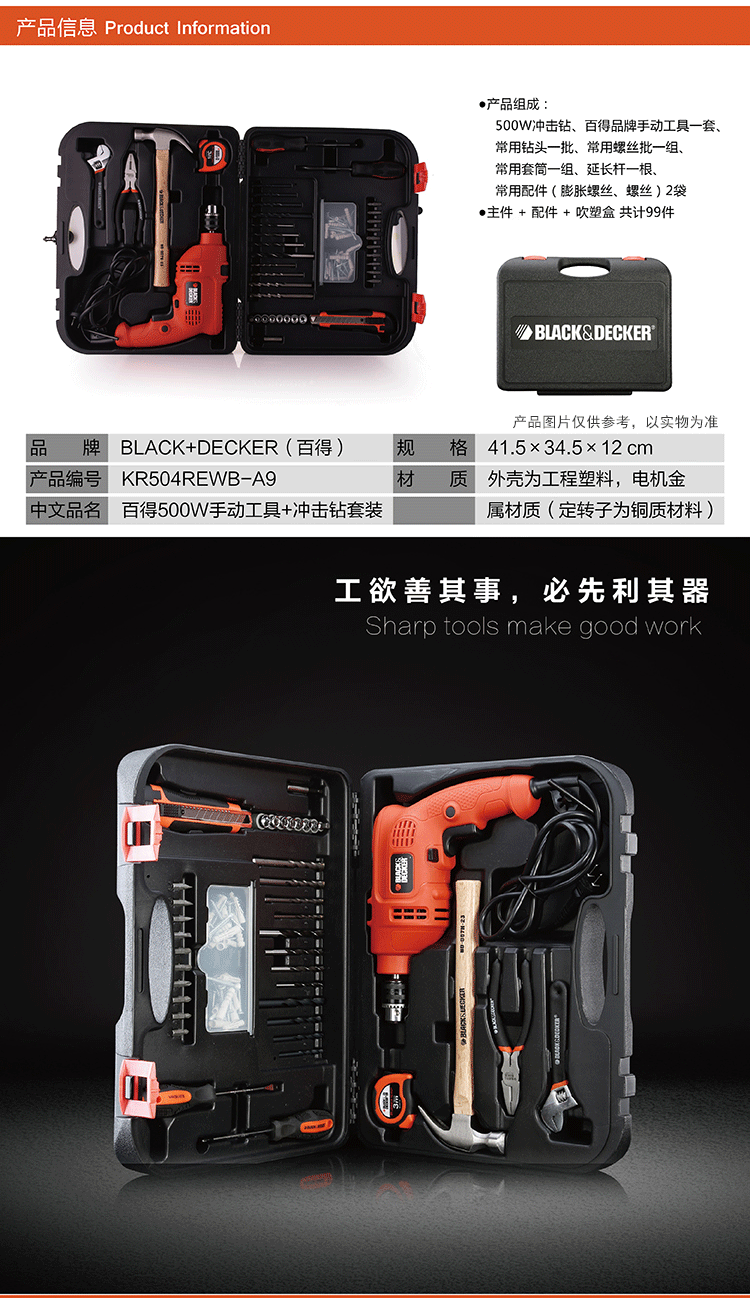 产品信息 Product Information
●产品组成：
500W冲击钻、百得品牌手动工具一套、
常用钻头一批、常用螺丝批一组、
常用套筒一组、延长杆一根、
常用配件（膨胀螺丝、螺丝）2袋
●主件 + 配件 + 吹塑盒 共计99件
BLACK&DECKER
产品图片仅供参考，以实物为准
品 牌 BLACK+DECKER（百得） 规 格 41.5×34.5×12 cm
产品编号 KR504REWB-A9 材 质 外壳为工程塑料，电机金
中文品名 百得500W手动工具+冲击钻套装 属材质（定转子为铜质材料）
工欲善其事，必先利其器
Sharp tools make good work
BLACK&DECKER
BLACK&DECKER
BLACK&DECKER
3M